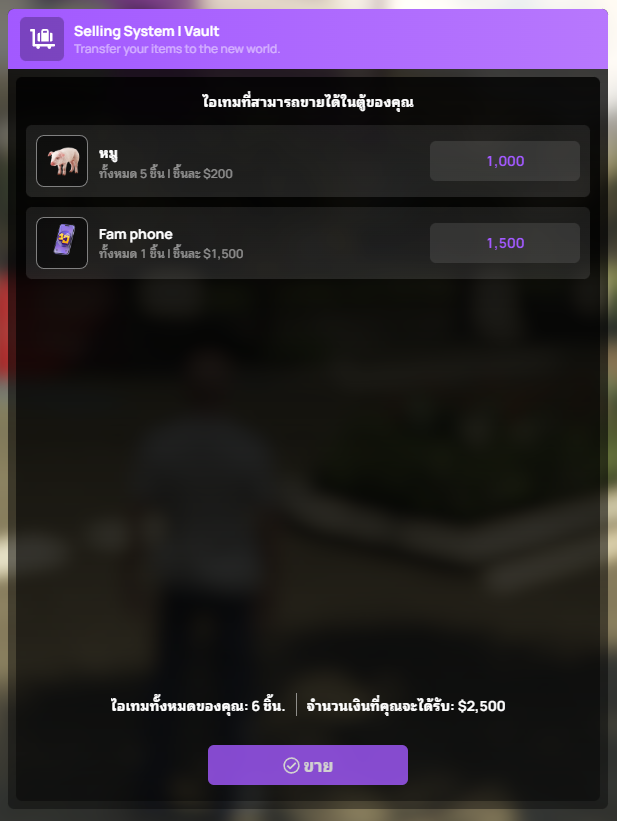 Selling System | Vault
Transfer your items to the new world.
ไอเทมที่สามารถขายได้ในตู้ของคุณ
หมู
ทั้งหมด 5 ชิ้น | ชิ้นละ $200
1,000
Fam phone
ทั้งหมด 1 ชิ้น | ชิ้นละ $1,500
1,500
ไอเทมทั้งหมดของคุณ: 6 ชิ้น.
จำนวนเงินที่คุณจะได้รับ: $2,500
ขาย